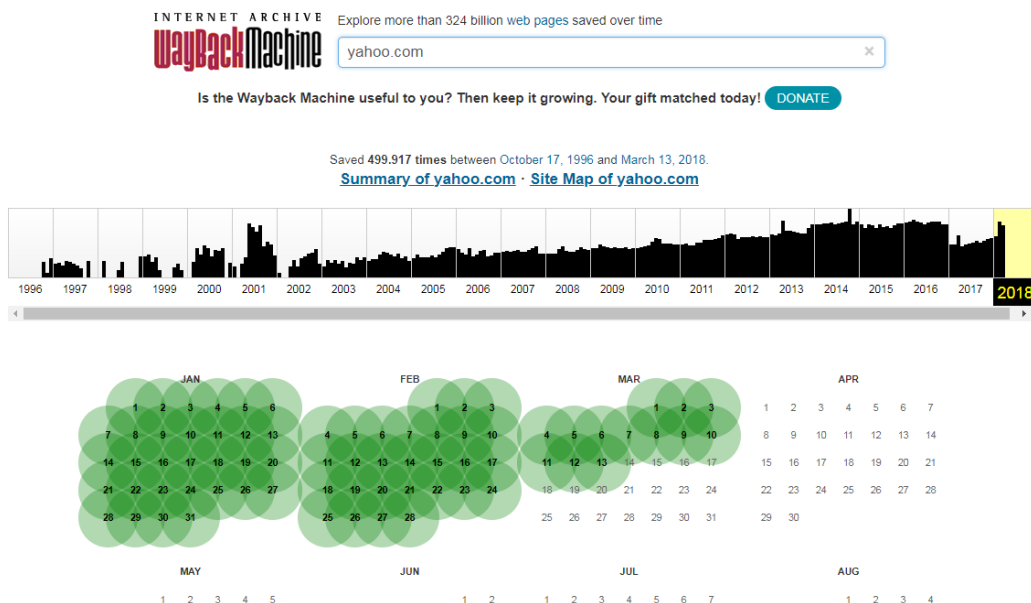 INTERNET ARCHIVE
WayBackMachine
Explore more than 324 billion web pages saved over time
yahoo.com
Is the Wayback Machine useful to you? Then keep it growing. Your gift matched today! DONATE
Saved 499.917 times between October 17, 1996 and March 13, 2018.
Summary of yahoo.com · Site Map of yahoo.com
1996 1997 1998 1999 2000 2001 2002 2003 2004 2005 2006 2007 2008 2009 2010 2011 2012 2013 2014 2015 2016 2017 2018
JAN
1 2 3 4 5 6
7 8 9 10 11 12 13
14 15 16 17 18 19 20
21 22 23 24 25 26 27
28 29 30 31
FEB
1 2 3
4 5 6 7 8 9 10
11 12 13 14 15 16 17
18 19 20 21 22 23 24
25 26 27 28
MAR
1 2 3
4 5 6 7 8 9 10
11 12 13 14 15 16 17
18 19 20 21 22 23 24
25 26 27 28 29 30 31
APR
1 2 3 4 5 6 7
8 9 10 11 12 13 14
15 16 17 18 19 20 21
22 23 24 25 26 27 28
29 30
MAY
1 2 3 4 5
JUN
1 2
JUL
1 2 3 4 5 6 7
AUG
1 2 3 4